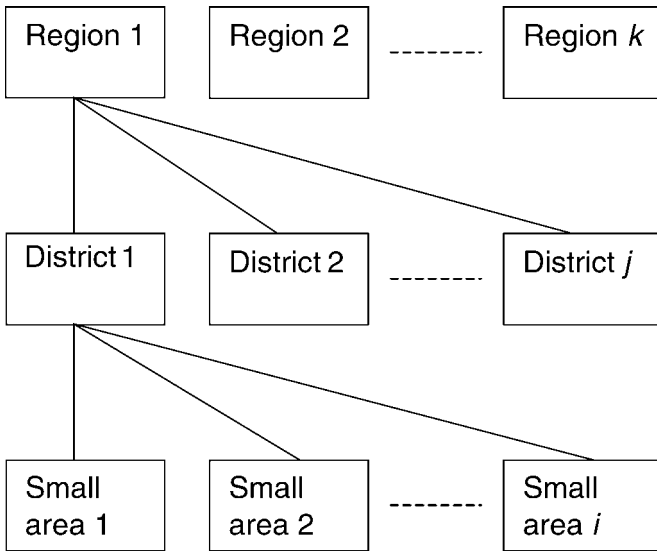 Region 1
Region 2
Region k
District 1
District 2
District j
Small
area 1
Small
area 2
Small
area i